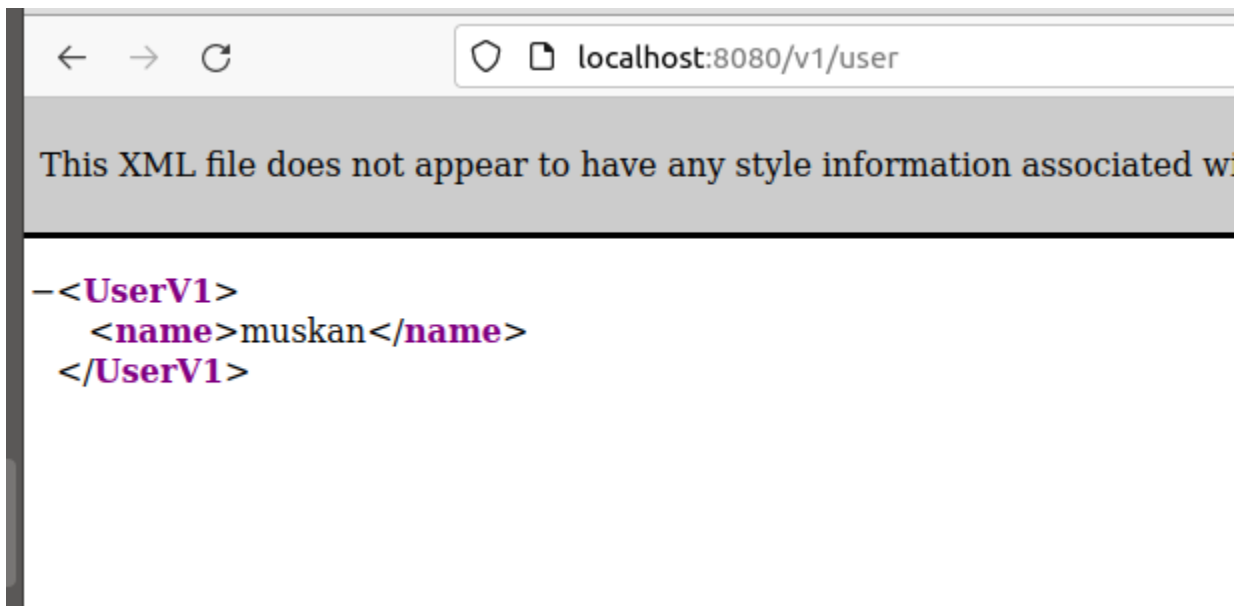 localhost:8080/v1/user
This XML file does not appear to have any style information associated
−<UserV1>
<name>muskan</name>
</UserV1>